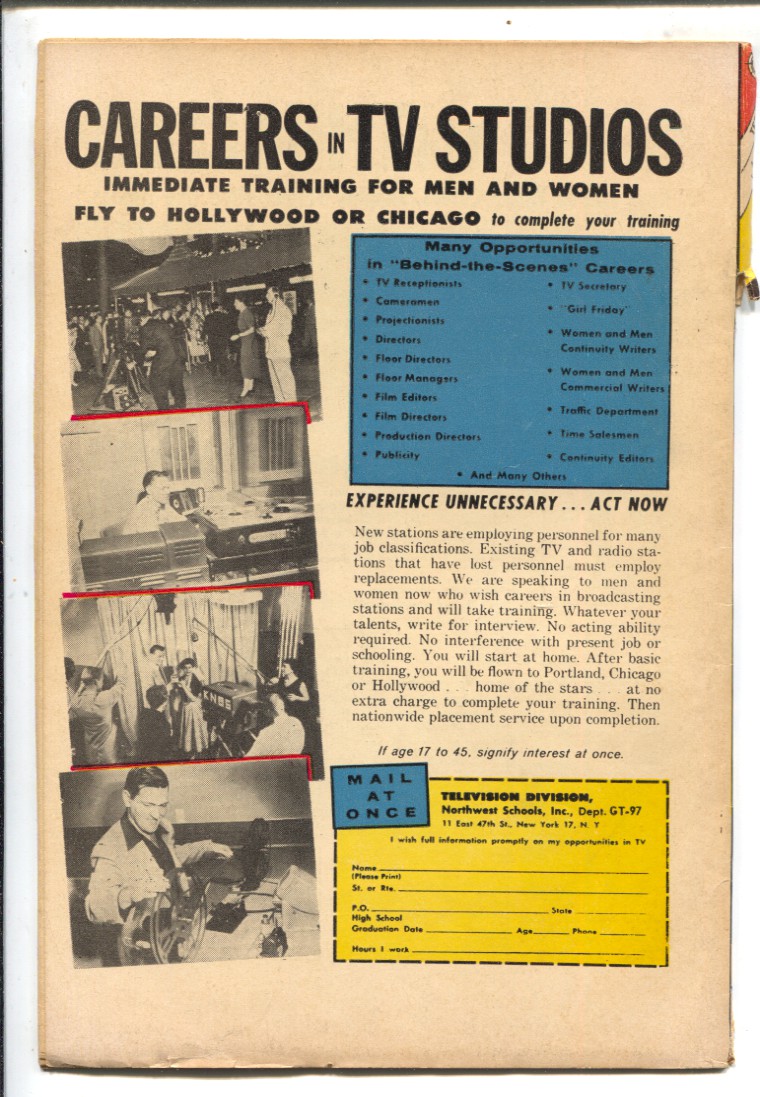 CAREERS IN TV STUDIOS
IMMEDIATE TRAINING FOR MEN AND WOMEN
FLY TO HOLLYWOOD OR CHICAGO to complete your training
Many Opportunities
in "Behind-the-Scenes" Careers
• TV Receptionists
• Cameramen
• Projectionists
• Directors
• Floor Directors
• Floor Managers
• Film Editors
• Film Directors
• Production Directors
• Publicity
• TV Secretary
• "Girl Friday"
• Women and Men
Continuity Writers
• Women and Men
Commercial Writers
• Traffic Department
• Time Salesmen
• Continuity Editors
• And Many Others
EXPERIENCE UNNECESSARY . . . ACT NOW
New stations are employing personnel for many
job classifications. Existing TV and radio sta-
tions that have lost personnel must employ
replacements. We are speaking to men and
women now who wish careers in broadcasting
stations and will take training. Whatever your
talents, write for interview. No acting ability
required. No interference with present job or
schooling. You will start at home. After basic
training, you will be flown to Portland, Chicago
or Hollywood . . . home of the stars . . . at no
extra charge to complete your training. Then
nationwide placement service upon completion.
If age 17 to 45, signify interest at once.
MAIL
AT
ONCE
TELEVISION DIVISION,
Northwest Schools, Inc., Dept. GT-97
11 East 47th St., New York 17, N. Y
I wish full information promptly on my opportunities in TV
Name
(Please Print)
St. or Rte.
P.O. State
High School
Graduation Date Age Phone
Hours I work